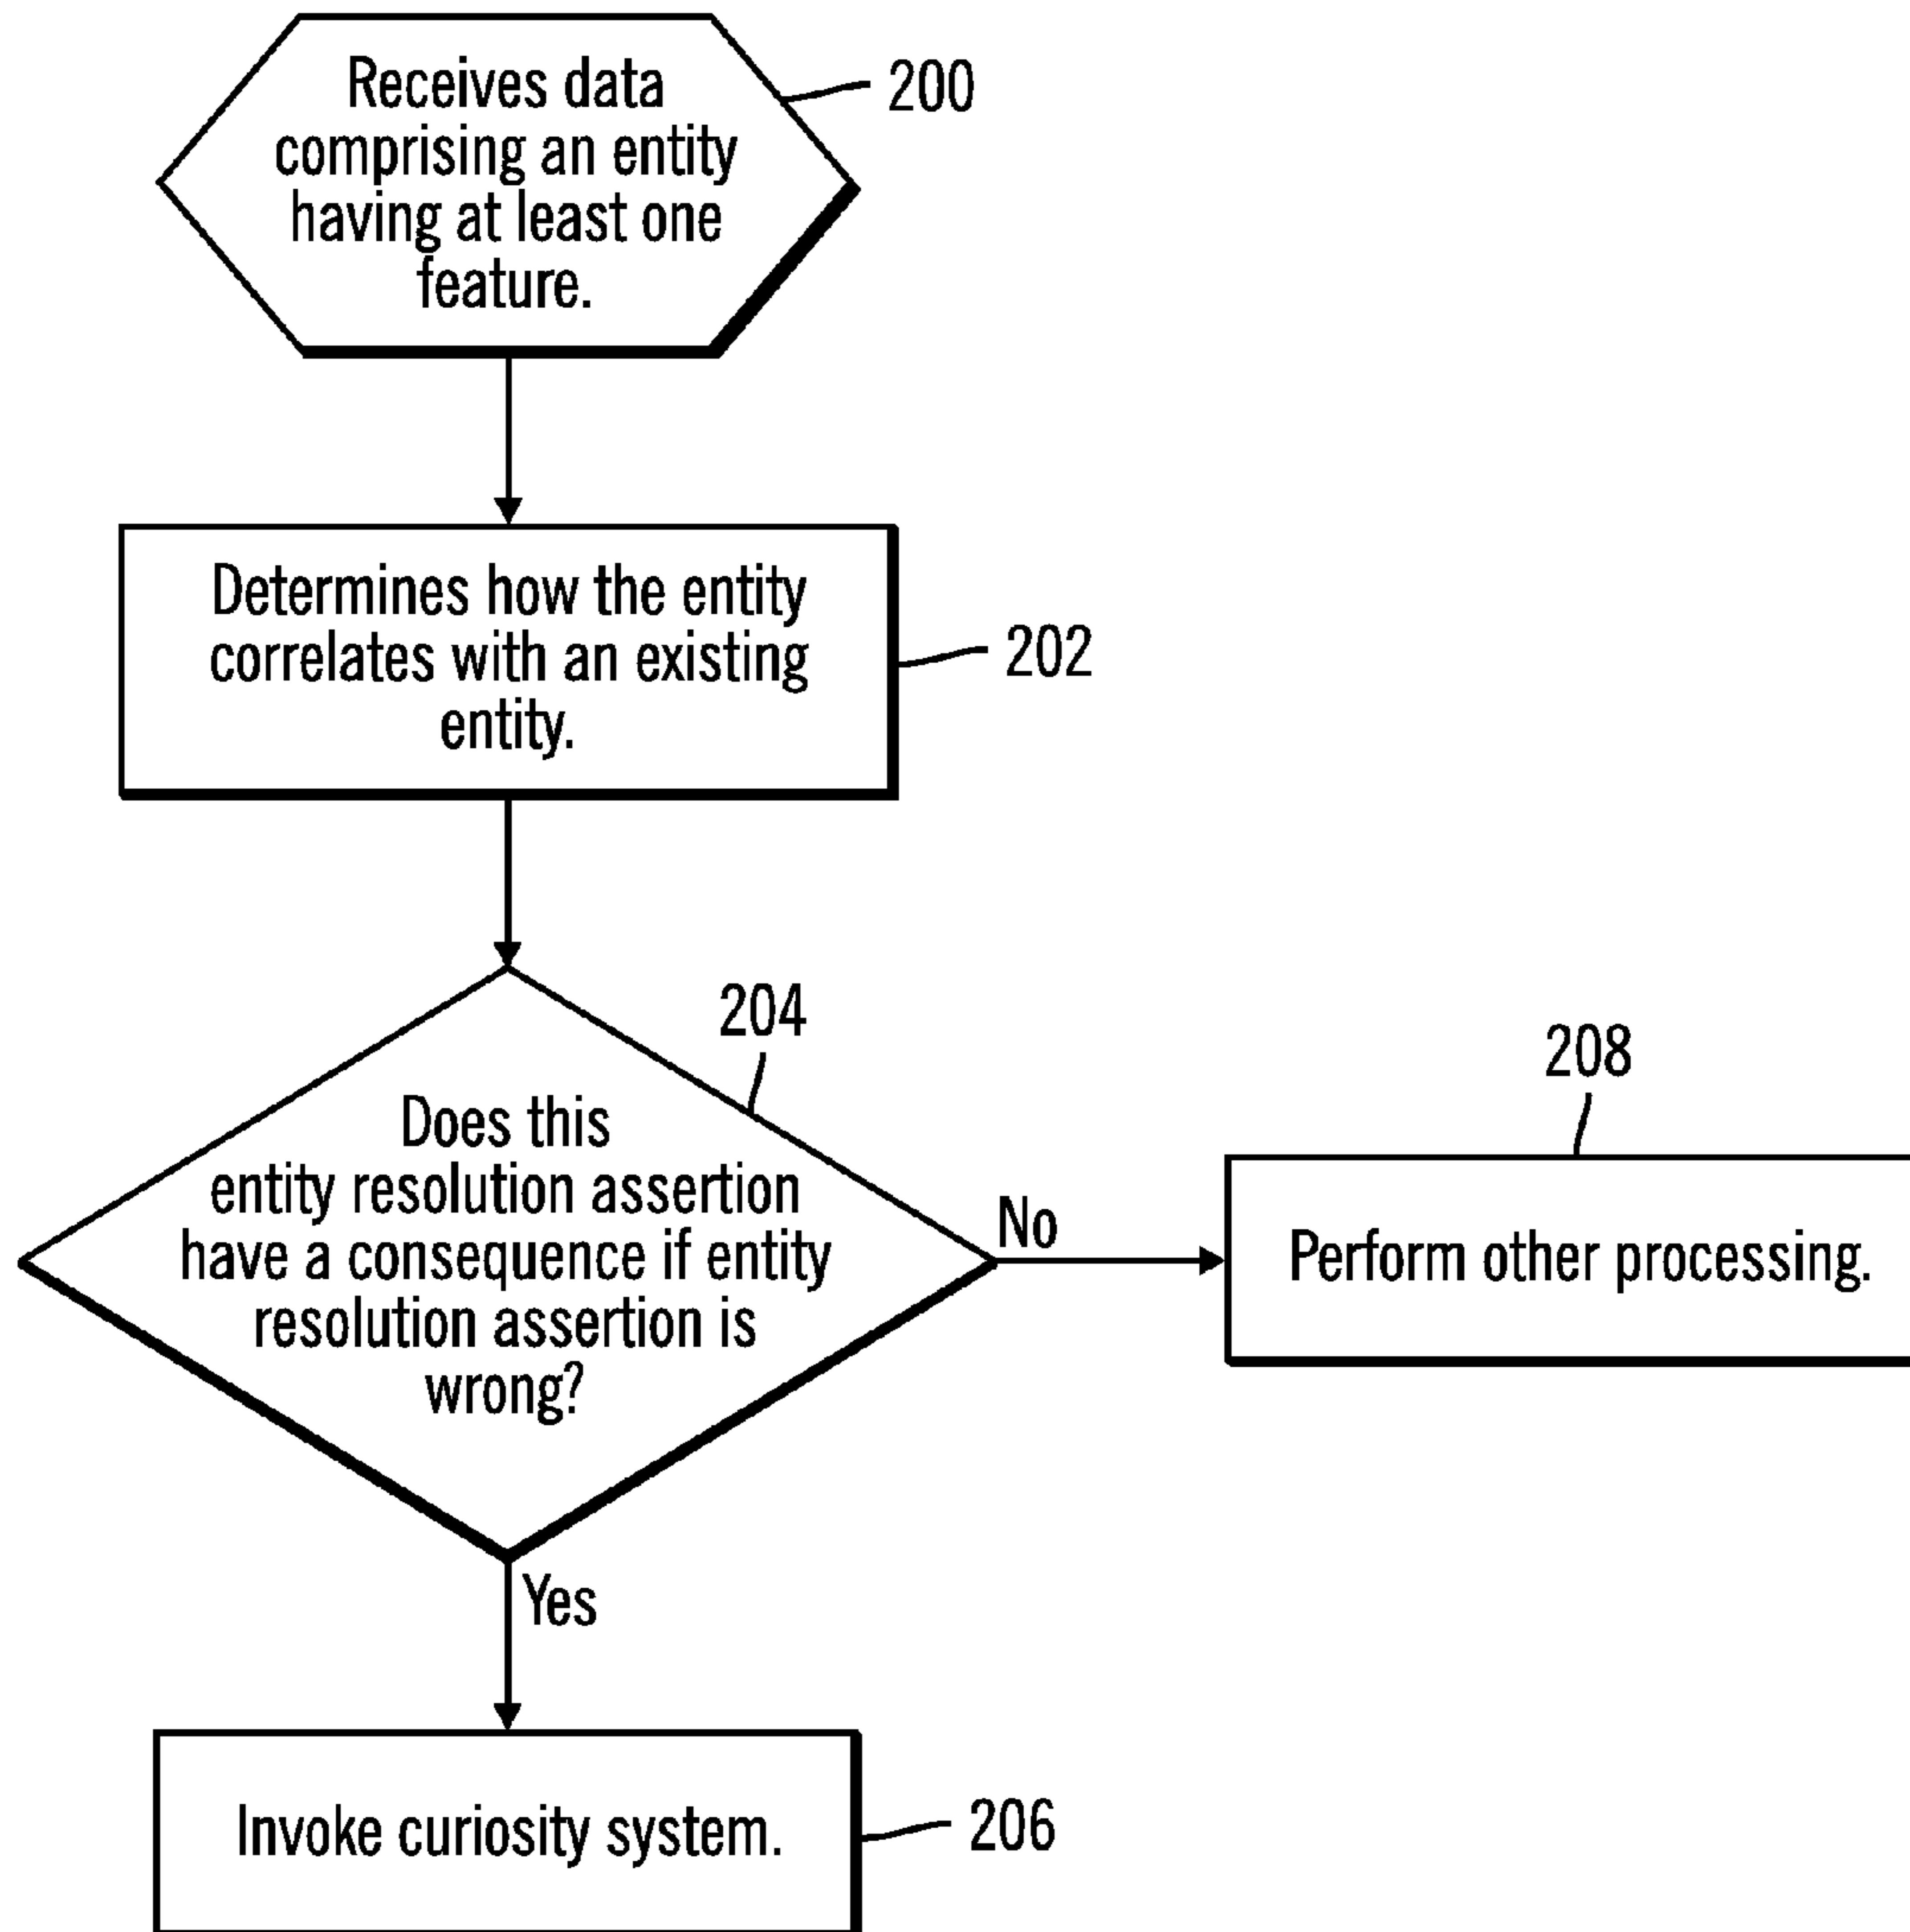 Receives data
comprising an entity
having at least one
feature.
200
Determines how the entity
correlates with an existing
entity.
202
204
Does this
entity resolution assertion
have a consequence if entity
resolution assertion is
wrong?
No
208
Perform other processing.
Yes
Invoke curiosity system.
206